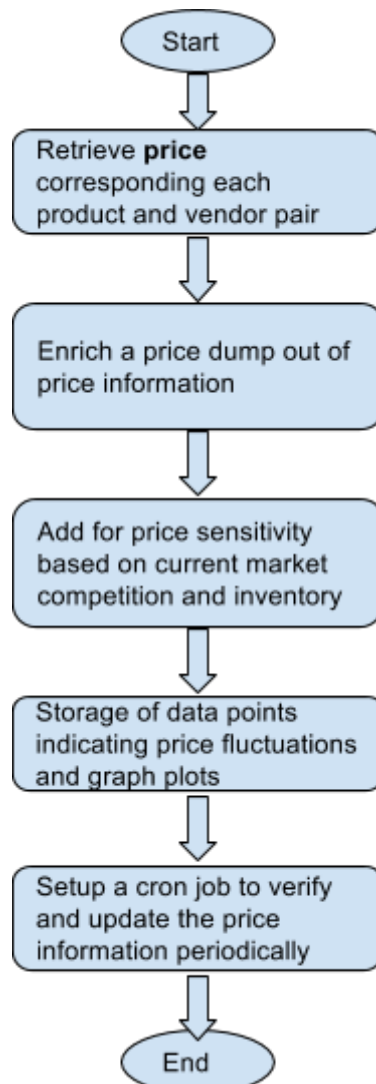 Start
Retrieve price
corresponding each
product and vendor pair
Enrich a price dump out of
price information
Add for price sensitivity
based on current market
competition and inventory
Storage of data points
indicating price fluctuations
and graph plots
Setup a cron job to verify
and update the price
information periodically
End